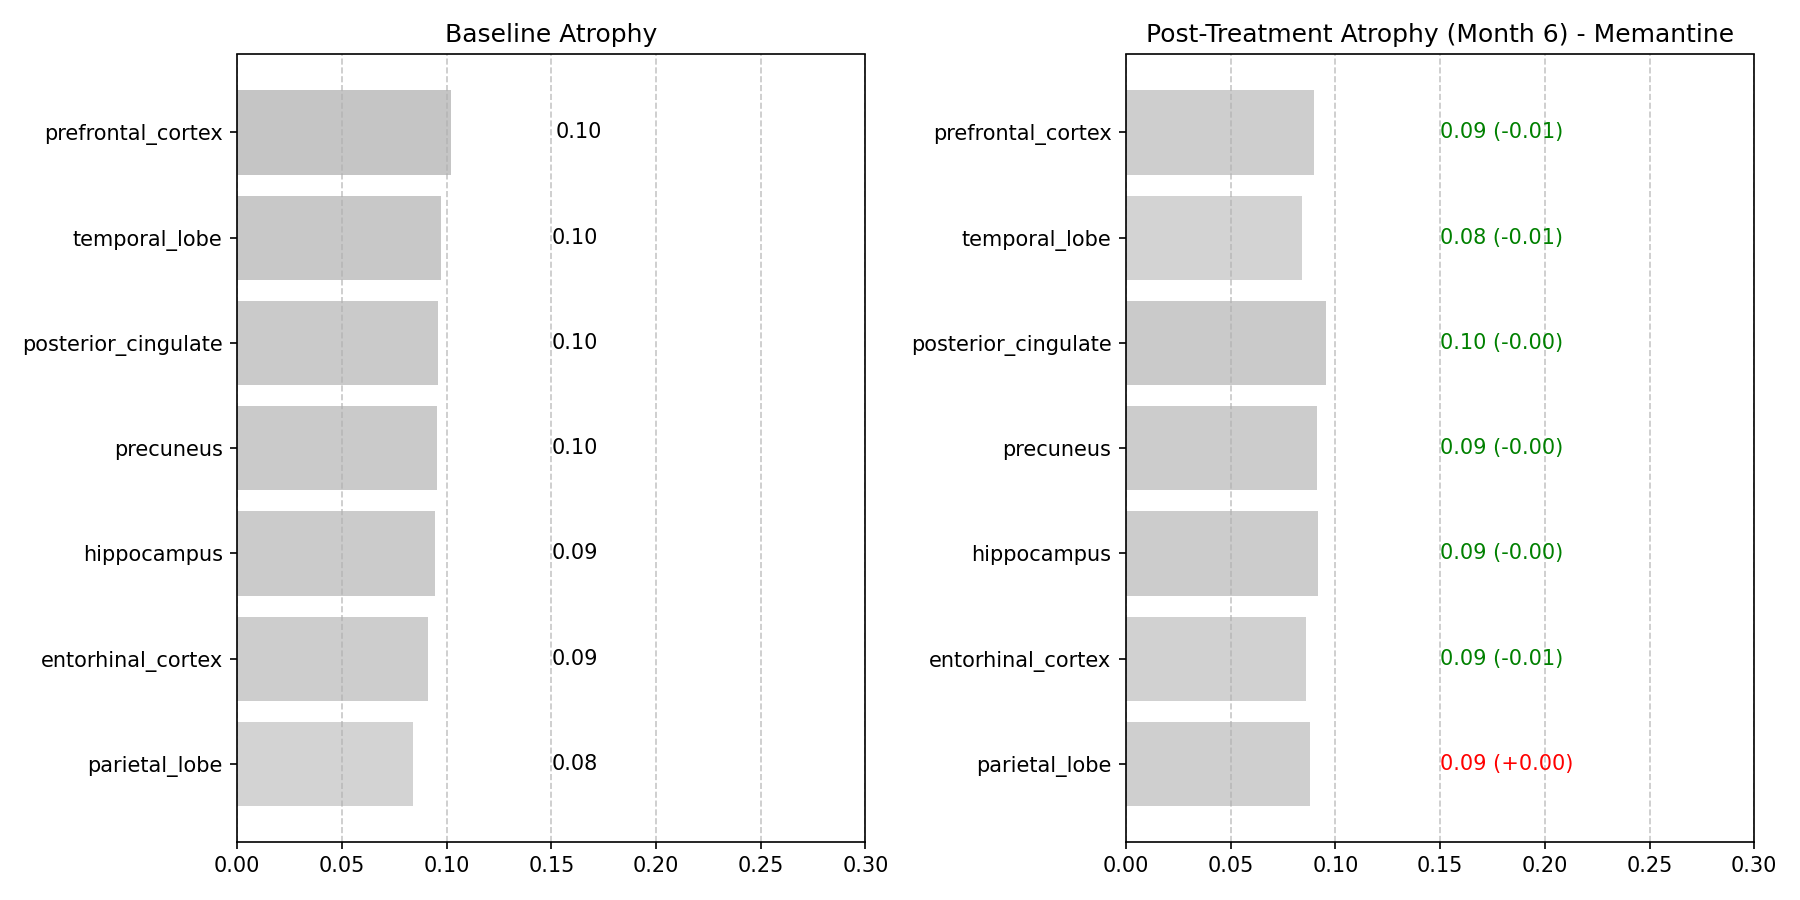 Baseline Atrophy
prefrontal_cortex 0.10
temporal_lobe 0.10
posterior_cingulate 0.10
precuneus 0.10
hippocampus 0.09
entorhinal_cortex 0.09
parietal_lobe 0.08
0.00 0.05 0.10 0.15 0.20 0.25 0.30
Post-Treatment Atrophy (Month 6) - Memantine
prefrontal_cortex 0.09 (-0.01)
temporal_lobe 0.08 (-0.01)
posterior_cingulate 0.10 (-0.00)
precuneus 0.09 (-0.00)
hippocampus 0.09 (-0.00)
entorhinal_cortex 0.09 (-0.01)
parietal_lobe 0.09 (+0.00)
0.00 0.05 0.10 0.15 0.20 0.25 0.30